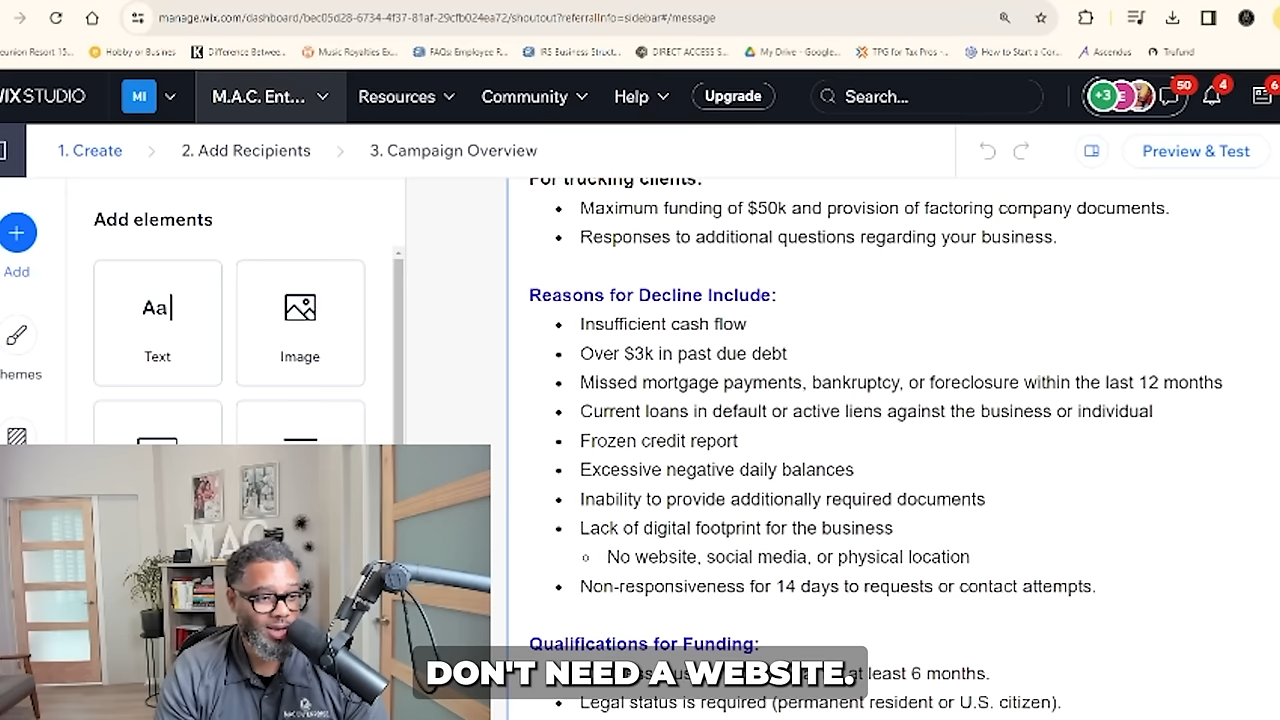 manage.wix.com/dashboard/bec05d28-6734-4f37-81af-29cfb024ea72/shoutout?referralInfo=sidebar#/message
eunion Resort 15...
Hobby or Busines
Difference Betwee...
Music Royalties Ex...
FAQs: Employee R...
IRS Business Struct...
DIRECT ACCESS S...
My Drive - Google...
TPG for Tax Pros -...
How to Start a Cor...
Ascendus
Trufund
WIX STUDIO
MI
M.A.C. Ent...
Resources
Community
Help
Upgrade
Search...
+3
E
50
4
6
1. Create
2. Add Recipients
3. Campaign Overview
Preview & Test
Add elements
Add
Aa
Text
Image
hemes
For trucking clients:
• Maximum funding of $50k and provision of factoring company documents.
• Responses to additional questions regarding your business.
Reasons for Decline Include:
• Insufficient cash flow
• Over $3k in past due debt
• Missed mortgage payments, bankruptcy, or foreclosure within the last 12 months
• Current loans in default or active liens against the business or individual
• Frozen credit report
• Excessive negative daily balances
• Inability to provide additionally required documents
• Lack of digital footprint for the business
o No website, social media, or physical location
• Non-responsiveness for 14 days to requests or contact attempts.
Qualifications for Funding:
at least 6 months.
• Legal status is required (permanent resident or U.S. citizen).
MAC
DON'T NEED A WEBSITE.